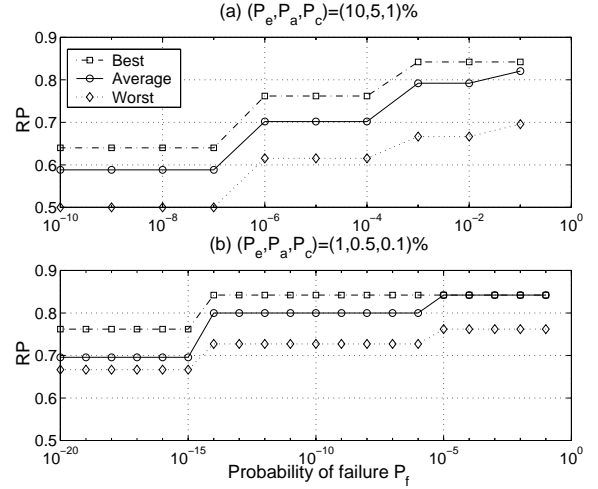 (a) (P_e,P_a,P_c)=(10,5,1)%
0.9
0.8
0.7
0.6
0.5
RP
Best
Average
Worst
10^−10 10^−8 10^−6 10^−4 10^−2 10^0
(b) (P_e,P_a,P_c)=(1,0.5,0.1)%
0.9
0.8
0.7
0.6
0.5
RP
10^−20 10^−15 10^−10 10^−5 10^0
Probability of failure P_f